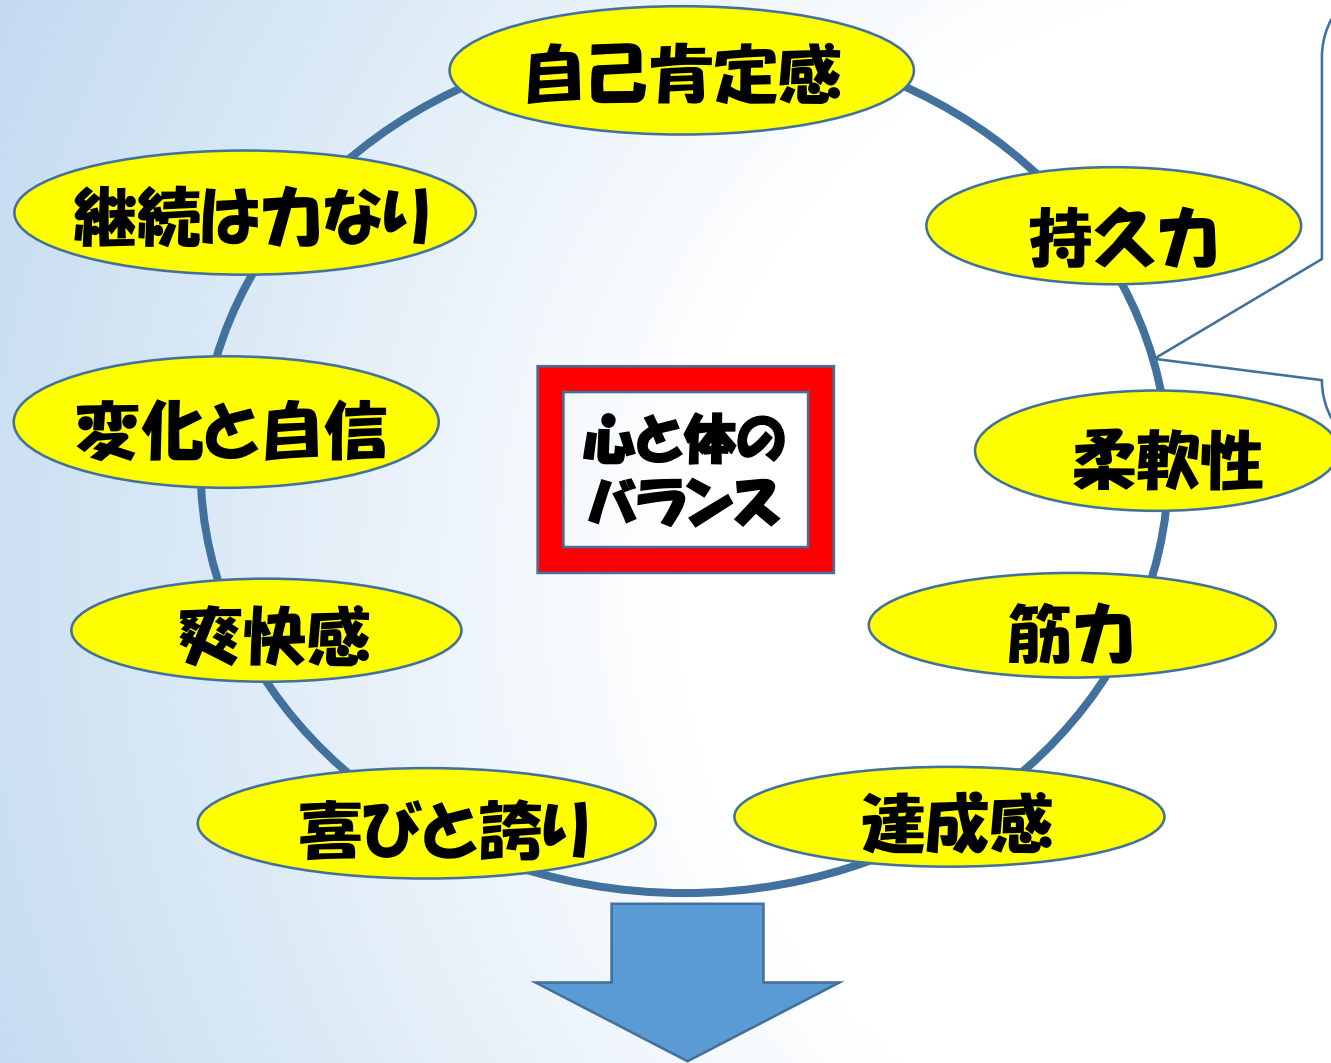 自己肯定感
継続は力なり
持久力
変化と自信
心と体の
バランス
柔軟性
爽快感
筋力
喜びと誇り
達成感